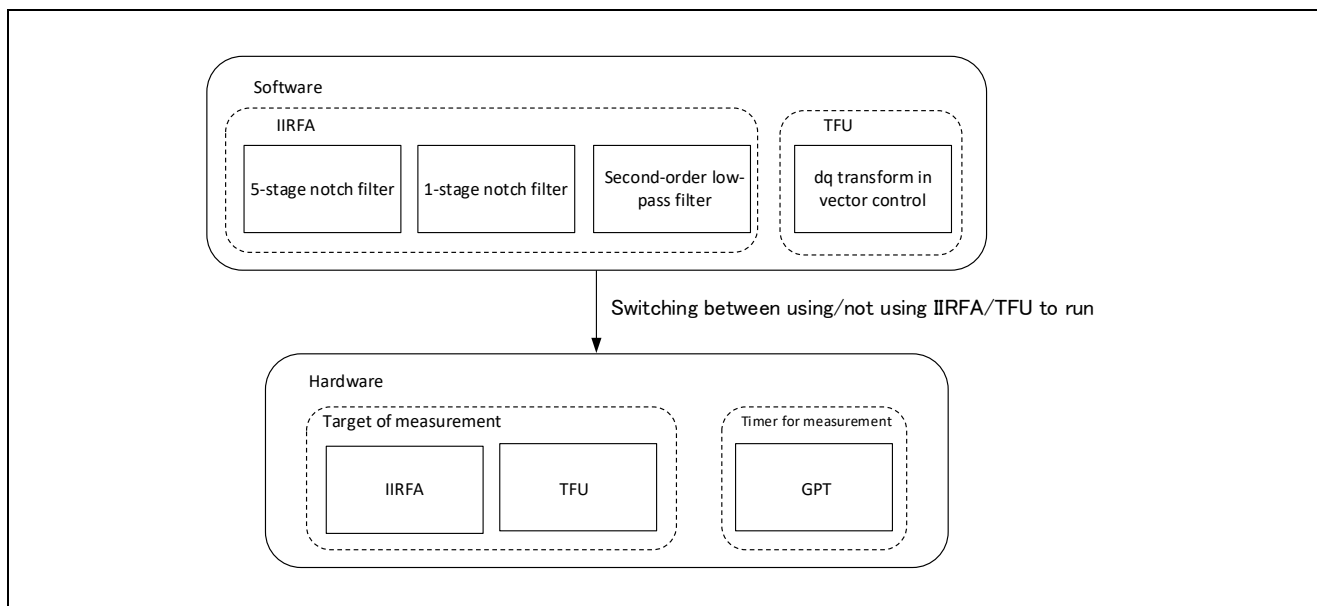 Software
IIRFA
TFU
5-stage notch filter
1-stage notch filter
Second-order low-
pass filter
dq transform in
vector control
Switching between using/not using IIRFA/TFU to run
Hardware
Target of measurement
Timer for measurement
IIRFA
TFU
GPT